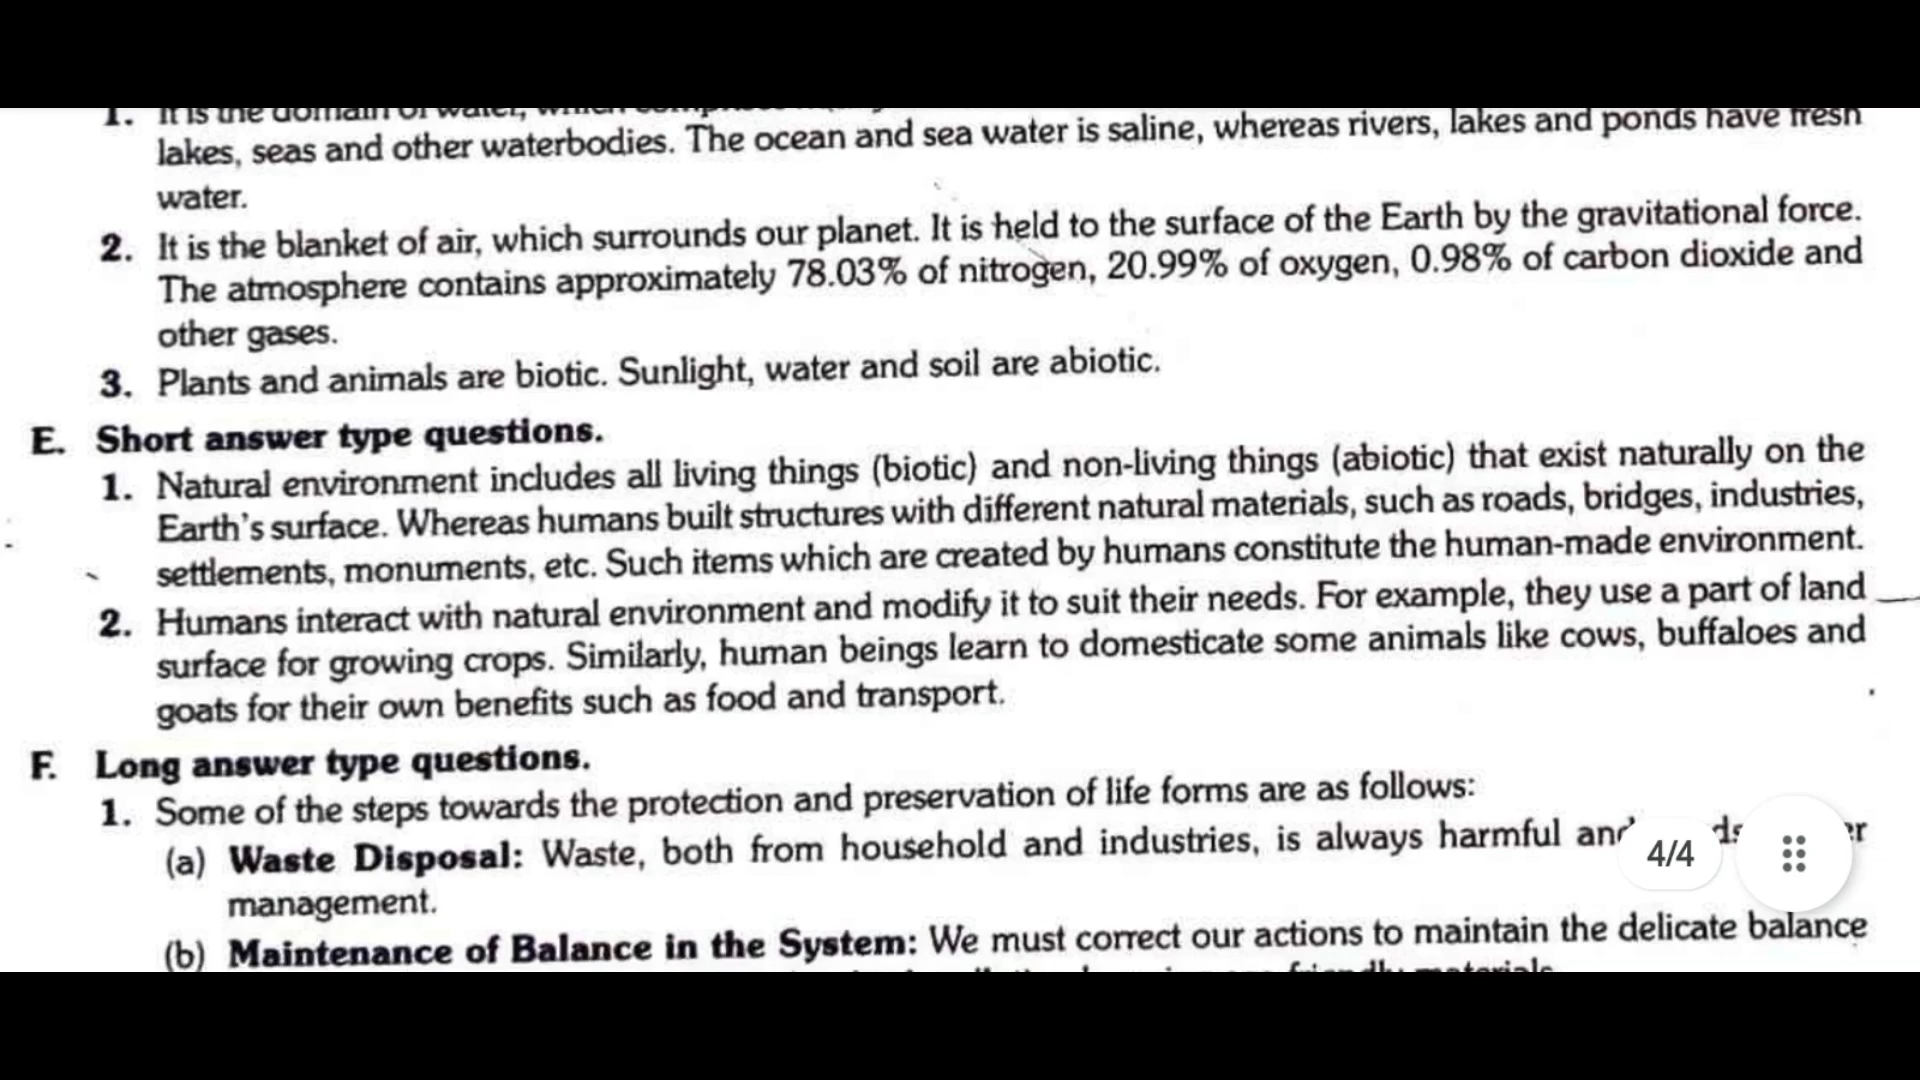 1. It is the domain of water, which
lakes, seas and other waterbodies. The ocean and sea water is saline, whereas rivers, lakes and ponds have fresh
water.
2. It is the blanket of air, which surrounds our planet. It is held to the surface of the Earth by the gravitational force.
The atmosphere contains approximately 78.03% of nitrogen, 20.99% of oxygen, 0.98% of carbon dioxide and
other gases.
3. Plants and animals are biotic. Sunlight, water and soil are abiotic.
E. Short answer type questions.
1. Natural environment includes all living things (biotic) and non-living things (abiotic) that exist naturally on the
Earth's surface. Whereas humans built structures with different natural materials, such as roads, bridges, industries,
settlements, monuments, etc. Such items which are created by humans constitute the human-made environment.
2. Humans interact with natural environment and modify it to suit their needs. For example, they use a part of land
surface for growing crops. Similarly, human beings learn to domesticate some animals like cows, buffaloes and
goats for their own benefits such as food and transport.
F. Long answer type questions.
1. Some of the steps towards the protection and preservation of life forms are as follows:
(a) Waste Disposal: Waste, both from household and industries, is always harmful and
4/4
management.
(b) Maintenance of Balance in the System: We must correct our actions to maintain the delicate balance
materials